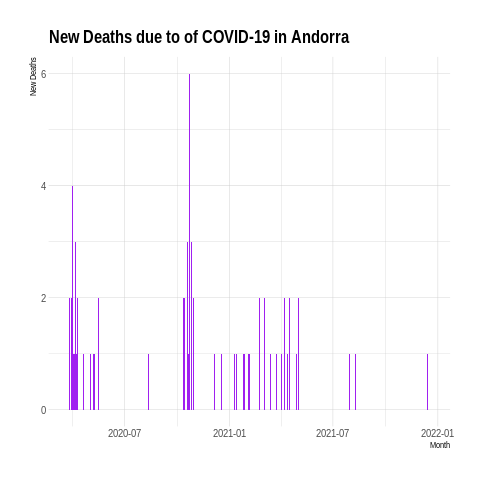 New Deaths due to of COVID-19 in Andorra
New Deaths
6
4
2
0
2020-07
2021-01
2021-07
2022-01
Month